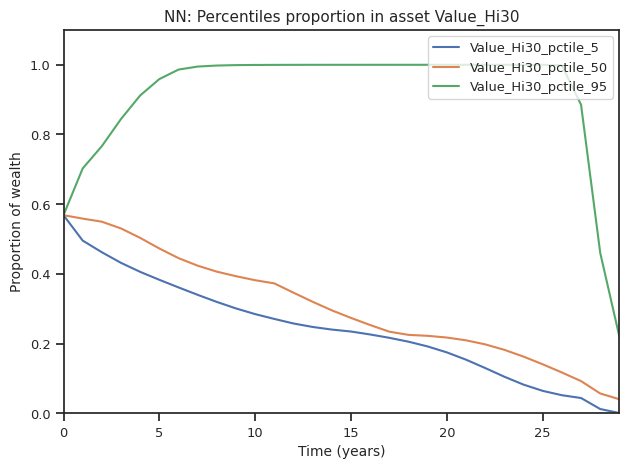 NN: Percentiles proportion in asset Value_Hi30
Value_Hi30_pctile_5
Value_Hi30_pctile_50
Value_Hi30_pctile_95
Proportion of wealth
1.0
0.8
0.6
0.4
0.2
0.0
0 5 10 15 20 25
Time (years)